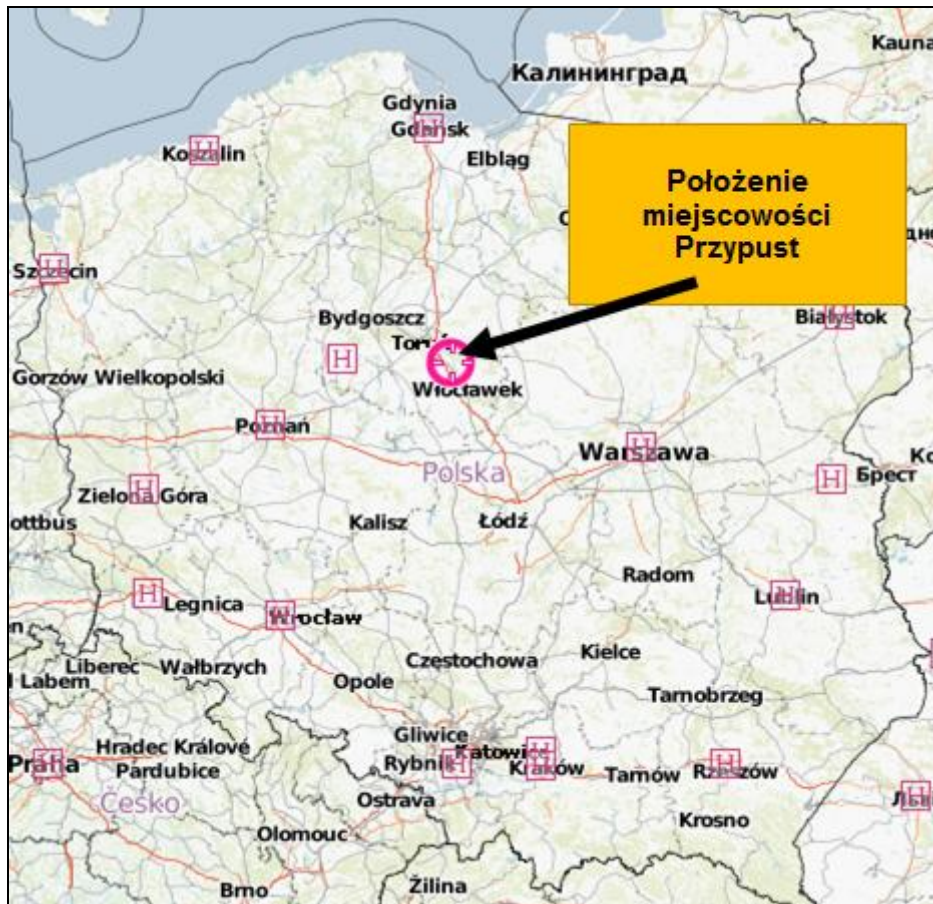 Kauna
Калининград
Gdynia
Gdańsk
Koszalin
Elbląg
Położenie
miejscowości
Przypust
Szczecin
Białystok
Bydgoszcz
Włocławek
Gorzów Wielkopolski
Poznań
Warszawa
Polska
H
H
Брест
Zielona Góra
ottbus
Kalisz
Łódź
Radom
H
Legnica
Lublin
Wrocław
Kielce
Częstochowa
Liberec
Wałbrzych
Labem
Opole
Tarnobrzeg
Gliwice
Katowice
Hradec Králové
Praha
Pardubice
Rybnik
H
Kraków
Tarnów
Rzeszów
Česko
Ostrava
Krosno
Olomouc
Brno
Žilina